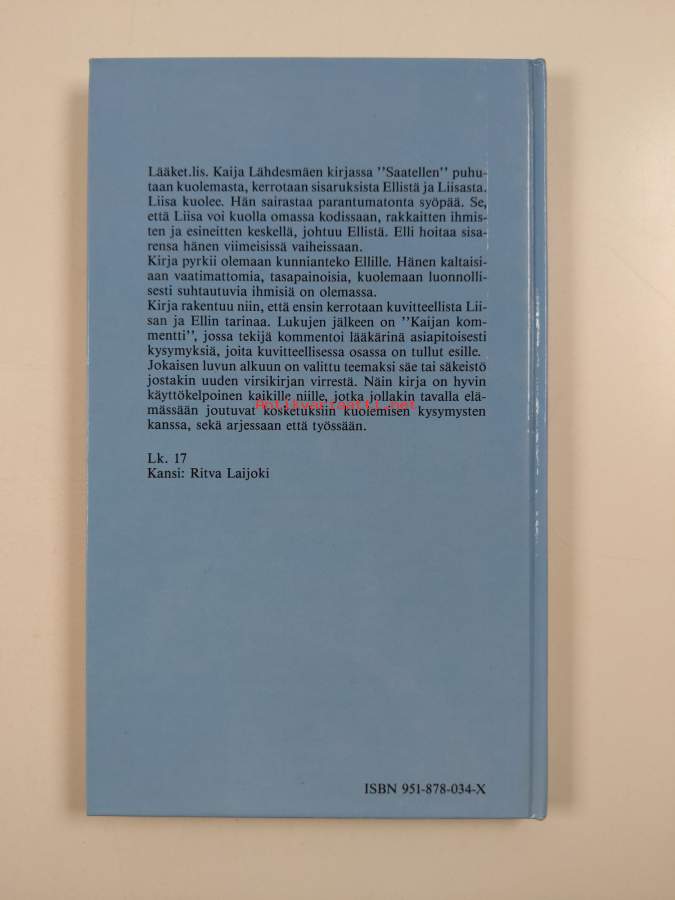 Lääket.lis. Kaija Lähdesmäen kirjassa ''Saatellen'' puhu-
taan kuolemasta, kerrotaan sisaruksista Ellistä ja Liisasta.
Liisa kuolee. Hän sairastaa parantumatonta syöpää. Se,
että Liisa voi kuolla omassa kodissaan, rakkaitten ihmis-
ten ja esineitten keskellä, johtuu Ellistä. Elli hoitaa sisa-
rensa hänen viimeisissä vaiheissaan.
Kirja pyrkii olemaan kunnianteko Ellille. Hänen kaltaisi-
aan vaatimattomia, tasapainoisia, kuolemaan luonnolli-
sesti suhtautuvia ihmisiä on olemassa.
Kirja rakentuu niin, että ensin kerrotaan kuvitteellista Lii-
san ja Ellin tarinaa. Lukujen jälkeen on ''Kaijan kom-
mentti'', jossa tekijä kommentoi lääkärinä asiapitoisesti
kysymyksiä, joita kuvitteellisessa osassa on tullut esille.
Jokaisen luvun alkuun on valittu teemaksi säe tai säkeistö
jostakin uuden virsikirjan virrestä. Näin kirja on hyvin
käyttökelpoinen kaikille niille, jotka jollakin tavalla elä-
Antikvariaatti.net
mässään joutuvat kosketuksiin kuolemisen kysymysten
kanssa, sekä arjessaan että työssään.
Lk. 17
Kansi: Ritva Laijoki
ISBN 951-878-034-X